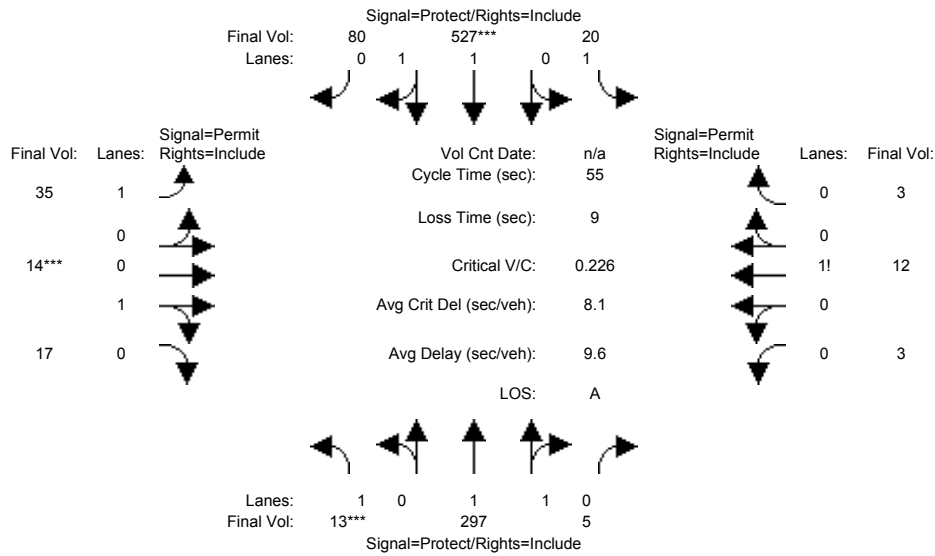 Signal=Protect/Rights=Include
Final Vol: 80 527*** 20
Lanes: 0 1 1 0 1
Signal=Permit Signal=Permit
Final Vol: Lanes: Rights=Include Vol Cnt Date: n/a Rights=Include Lanes: Final Vol:
Cycle Time (sec): 55
35 1 0 3
Loss Time (sec): 9
0 0
14*** 0 Critical V/C: 0.226 1! 12
1 Avg Crit Del (sec/veh): 8.1 0
17 0 Avg Delay (sec/veh): 9.6 0 3
LOS: A
Lanes: 1 0 1 1 0
Final Vol: 13*** 297 5
Signal=Protect/Rights=Include